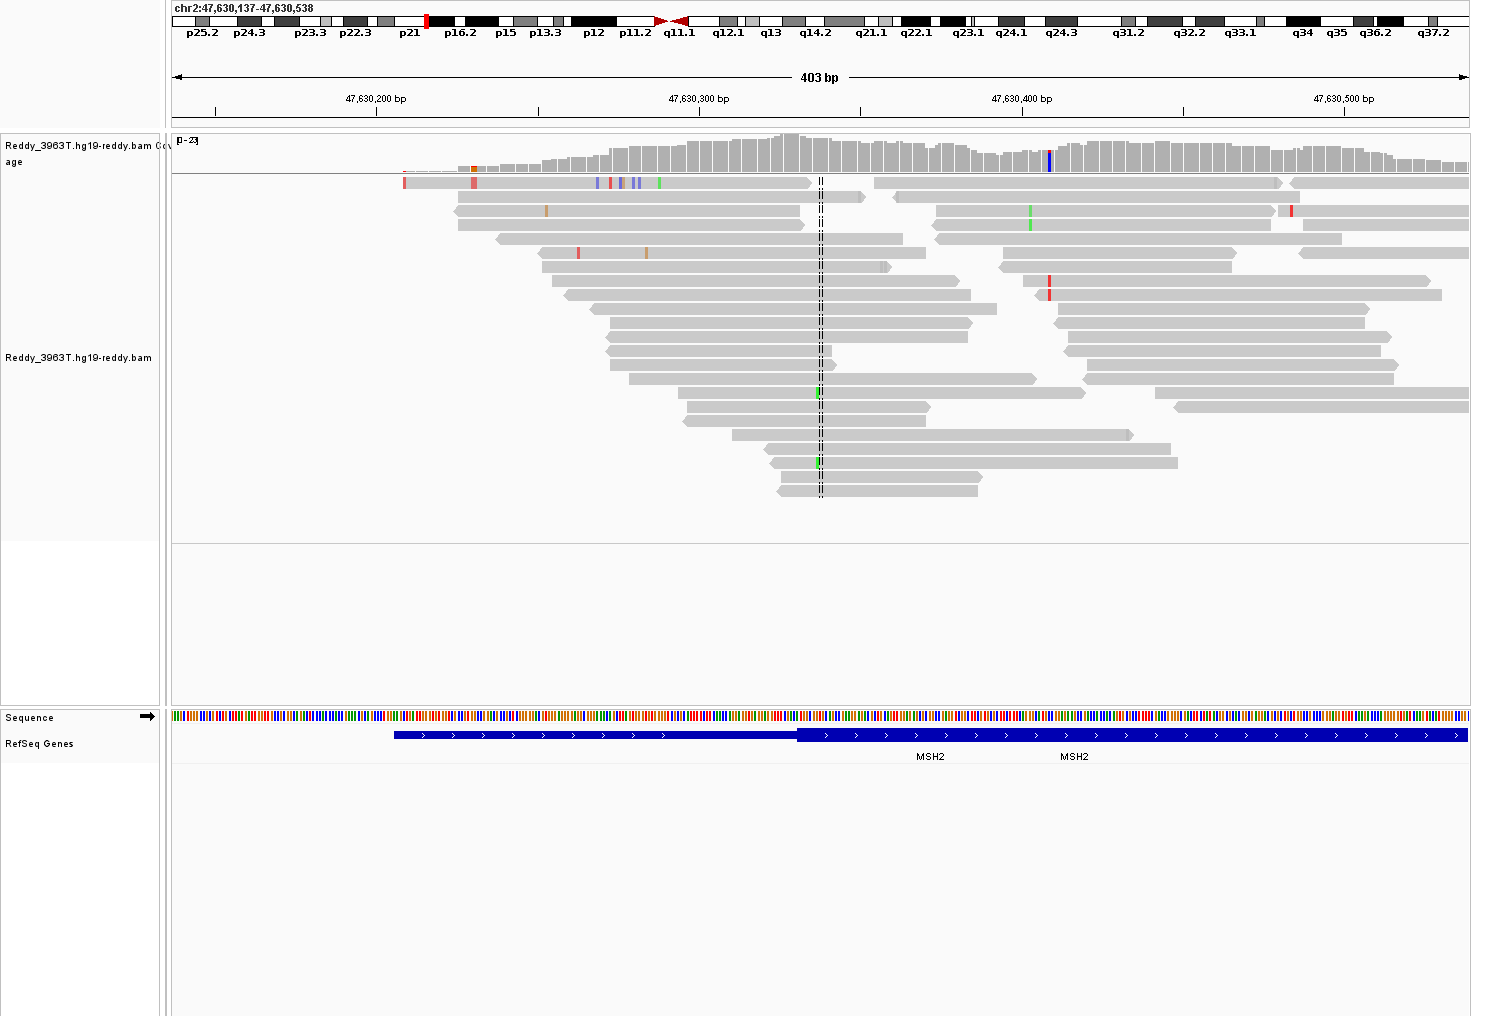 chr2:47,630,137-47,630,538
p25.2 p24.3 p23.3 p22.3 p21 p16.2 p15 p13.3 p12 p11.2 q11.1 q12.1 q13 q14.2 q21.1 q22.1 q23.1 q24.1 q24.3 q31.2 q32.2 q33.1 q34 q35 q36.2 q37.2
403 bp
47,630,200 bp 47,630,300 bp 47,630,400 bp 47,630,500 bp
Reddy_3963T.hg19-reddy.bam Cov
age
[0 - 23]
Reddy_3963T.hg19-reddy.bam
Sequence
RefSeq Genes
MSH2 MSH2